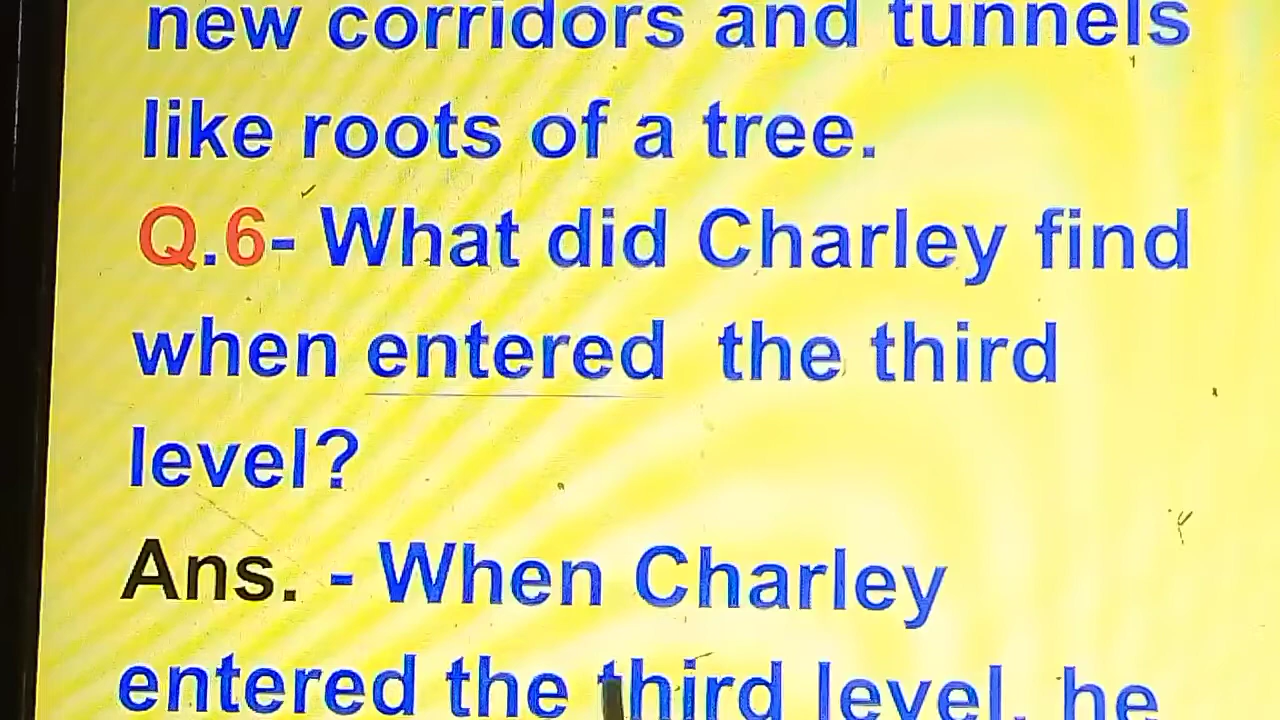 new corridors and tunnels
like roots of a tree.
Q.6- What did Charley find
when entered the third
level?
Ans. - When Charley
entered the third level, he